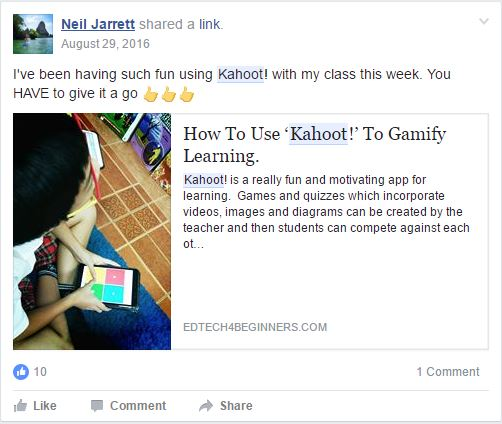 Neil Jarrett shared a link.
August 29, 2016
I've been having such fun using Kahoot! with my class this week. You
HAVE to give it a go 👆👆👆
How To Use ‘Kahoot!’ To Gamify
Learning.
Kahoot! is a really fun and motivating app for
learning. Games and quizzes which incorporate
videos, images and diagrams can be created by the
teacher and then students can compete against each
ot...
EDTECH4BEGINNERS.COM
10
1 Comment
Like Comment Share